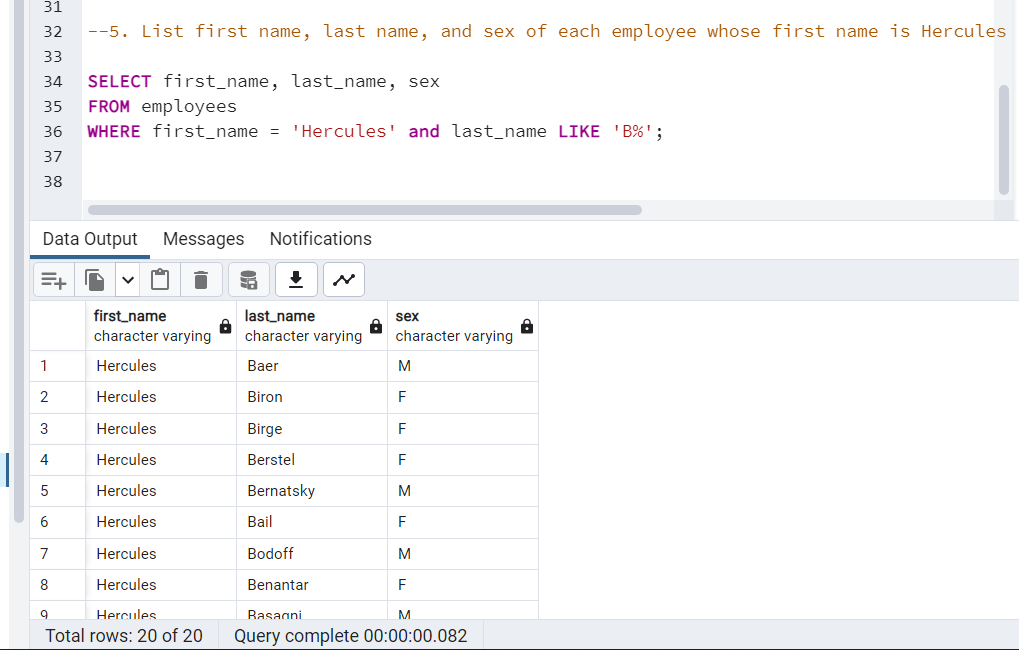 31
32 --5. List first name, last name, and sex of each employee whose first name is Hercules
33
34 SELECT first_name, last_name, sex
35 FROM employees
36 WHERE first_name = 'Hercules' and last_name LIKE 'B%';
37
38
Data Output Messages Notifications
first_name last_name sex
character varying character varying character varying
1 Hercules Baer M
2 Hercules Biron F
3 Hercules Birge F
4 Hercules Berstel F
5 Hercules Bernatsky M
6 Hercules Bail F
7 Hercules Bodoff M
8 Hercules Benantar F
9 Hercules Basagni M
Total rows: 20 of 20 Query complete 00:00:00.082